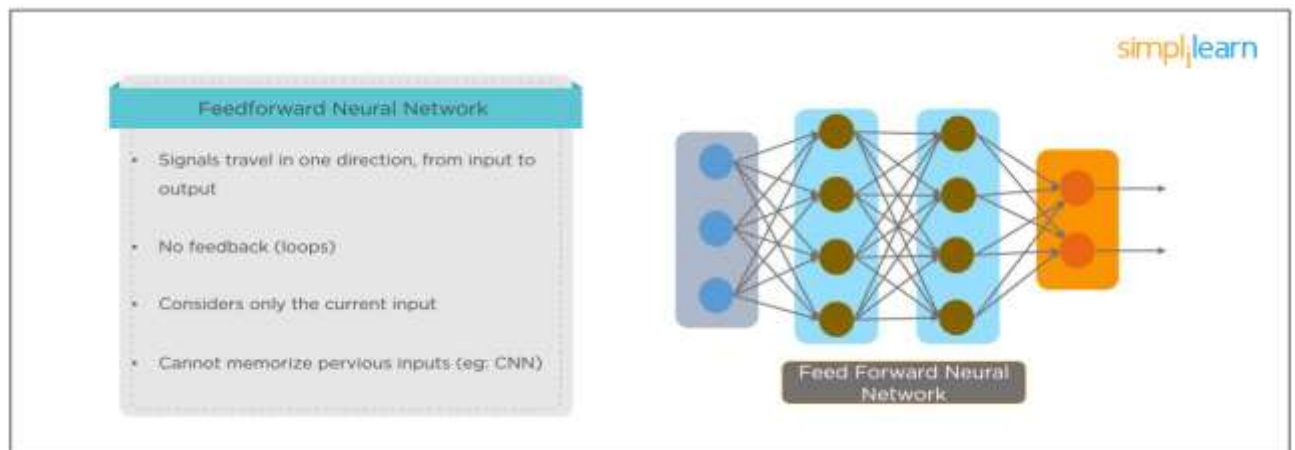 simplilearn
Feedforward Neural Network
• Signals travel in one direction, from input to
output
• No feedback (loops)
• Considers only the current input
• Cannot memorize pervious inputs (eg: CNN)
Feed Forward Neural
Network